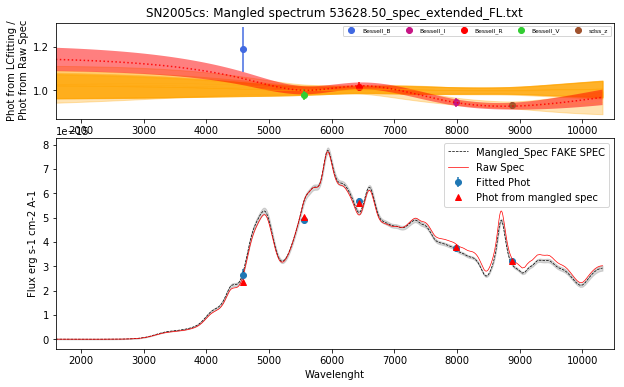 SN2005cs: Mangled spectrum 53628.50_spec_extended_FL.txt
Phot from LCfitting /
Phot from Raw Spec
1.2
1.0
Bessell_B
Bessell_I
Bessell_R
Bessell_V
sdss_z
2000 3000 4000 5000 6000 7000 8000 9000 10000
Flux erg s-1 cm-2 A-1
8
7
6
5
4
3
2
1
0
Mangled_Spec FAKE SPEC
Raw Spec
Fitted Phot
Phot from mangled spec
2000 3000 4000 5000 6000 7000 8000 9000 10000
Wavelenght